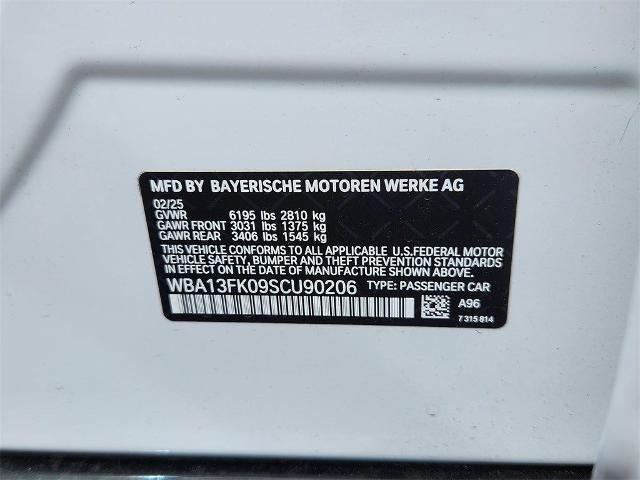 MFD BY BAYERISCHE MOTOREN WERKE AG
02/25
GVWR 6195 lbs 2810 kg
GAWR FRONT 3031 lbs 1375 kg
GAWR REAR 3406 lbs 1545 kg
THIS VEHICLE CONFORMS TO ALL APPLICABLE U.S.FEDERAL MOTOR
VEHICLE SAFETY, BUMPER, AND THEFT PREVENTION STANDARDS
IN EFFECT ON THE DATE OF MANUFACTURE SHOWN ABOVE.
WBA13FK09SCU90206 TYPE: PASSENGER CAR
A96
7 315 814